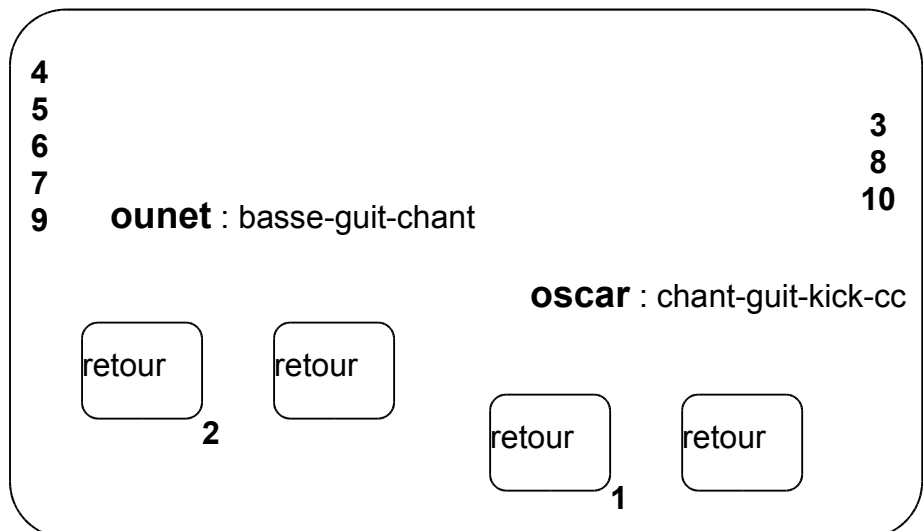 4
5
6
7
9
3
8
10
ounet : basse-guit-chant
oscar : chant-guit-kick-cc
retour
retour
2
retour
retour
1